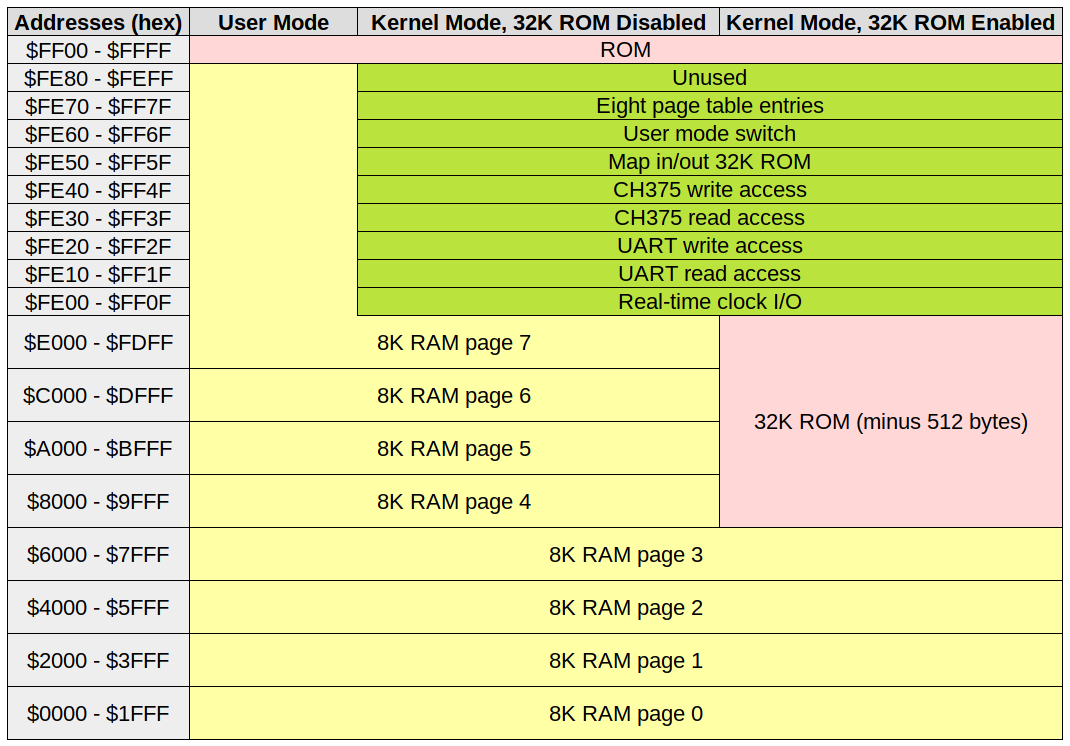 Addresses (hex) User Mode Kernel Mode, 32K ROM Disabled Kernel Mode, 32K ROM Enabled
$FF00 - $FFFF ROM
$FE80 - $FEFF Unused
$FE70 - $FF7F Eight page table entries
$FE60 - $FF6F User mode switch
$FE50 - $FF5F Map in/out 32K ROM
$FE40 - $FF4F CH375 write access
$FE30 - $FF3F CH375 read access
$FE20 - $FF2F UART write access
$FE10 - $FF1F UART read access
$FE00 - $FF0F Real-time clock I/O
$E000 - $FDFF 8K RAM page 7
$C000 - $DFFF 8K RAM page 6
32K ROM (minus 512 bytes)
$A000 - $BFFF 8K RAM page 5
$8000 - $9FFF 8K RAM page 4
$6000 - $7FFF 8K RAM page 3
$4000 - $5FFF 8K RAM page 2
$2000 - $3FFF 8K RAM page 1
$0000 - $1FFF 8K RAM page 0